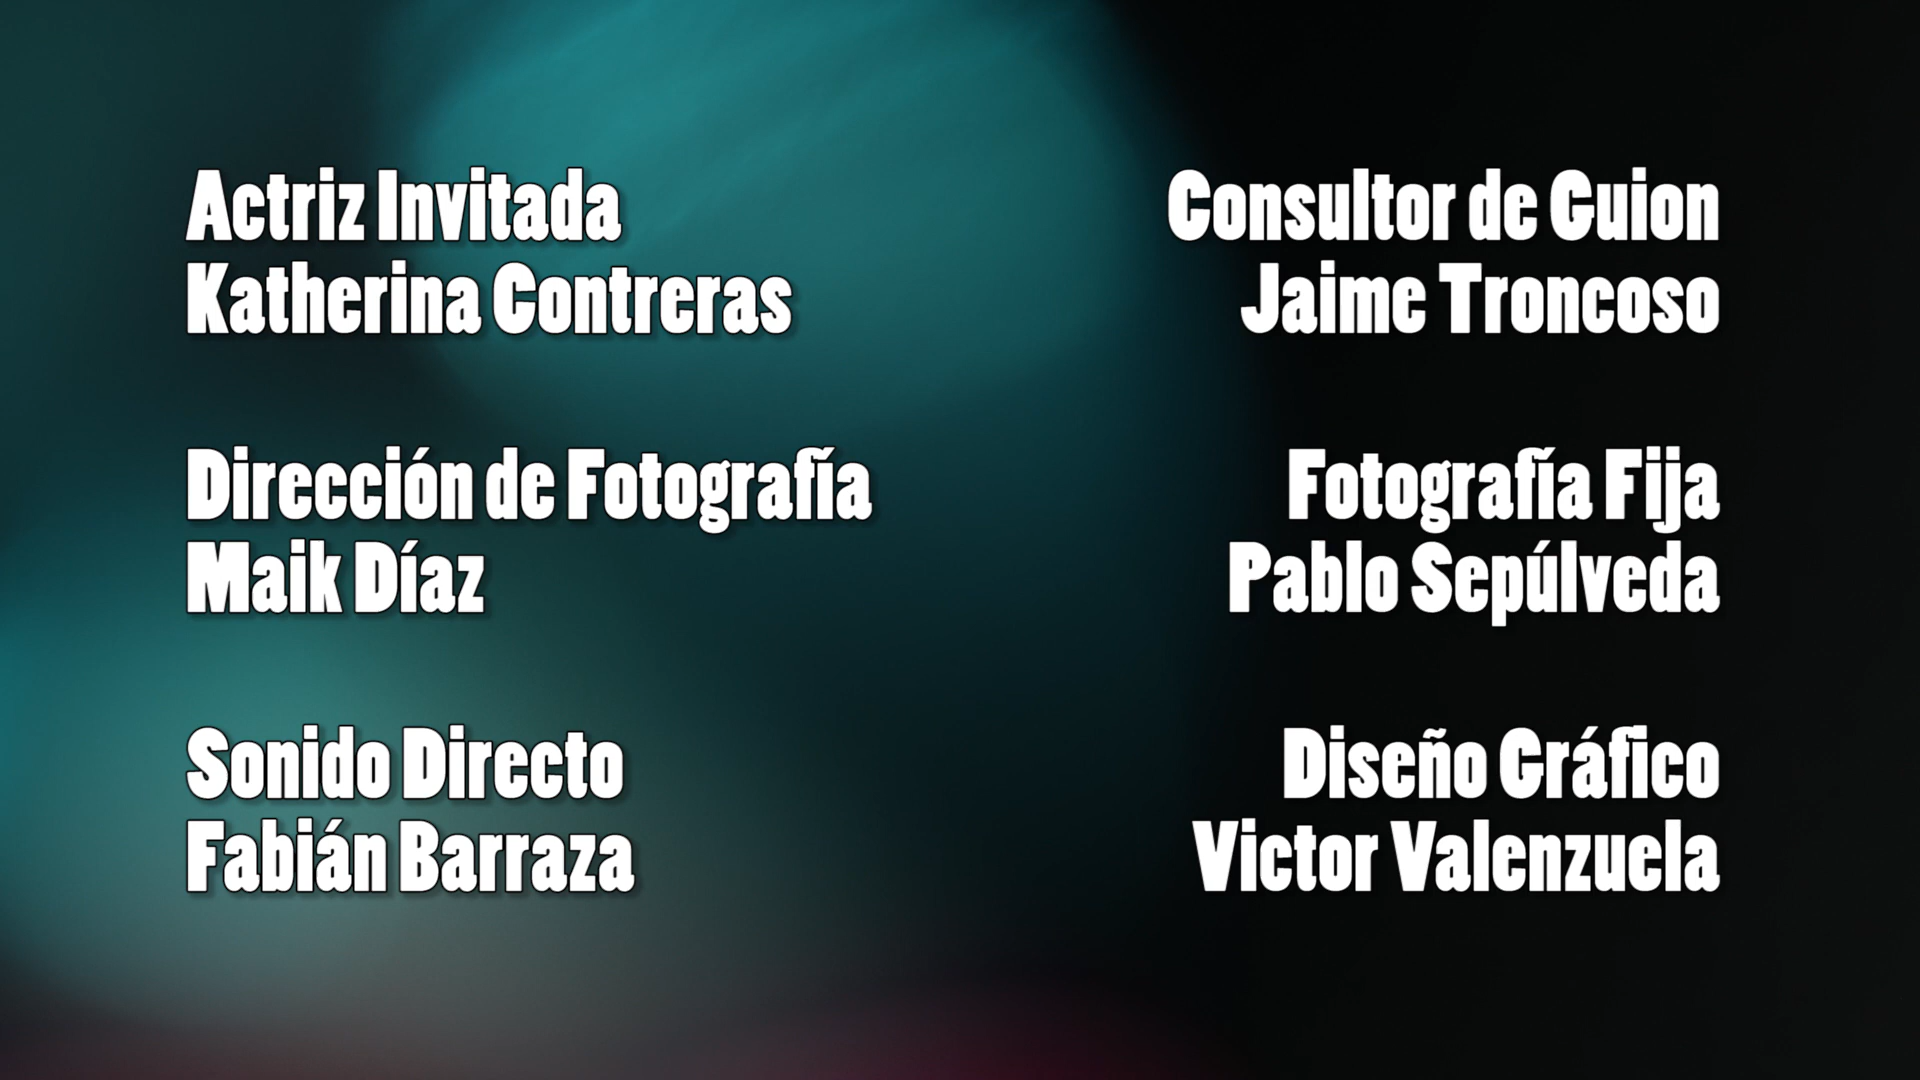 Actriz Invitada
Katherina Contreras
Dirección de Fotografía
Maik Díaz
Sonido Directo
Fabián Barraza
Consultor de Guion
Jaime Troncoso
Fotografía Fija
Pablo Sepúlveda
Diseño Gráfico
Victor Valenzuela